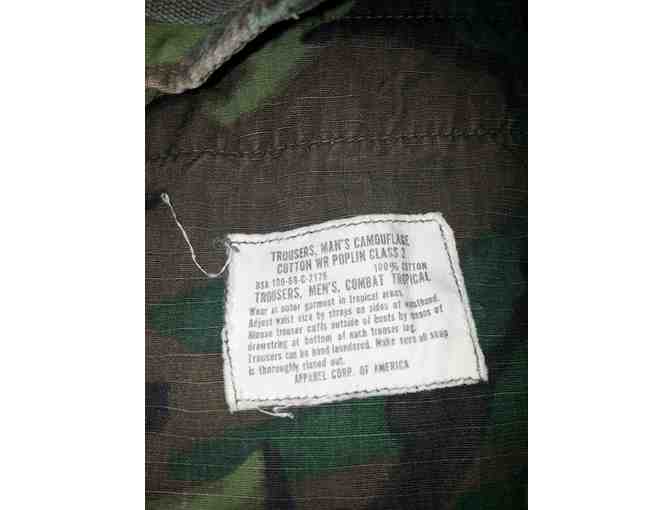 TROUSERS, MAN'S CAMOUFLAGE
COTTON WR POPLIN CLASS 2
DSA 100-68-C-2175 100% COTTON
TROUSERS, MEN'S, COMBAT TROPICAL
Wear as outer garment in tropical areas.
Adjust waist size by straps on sides of waistband.
Blouse trouser cuffs outside of boots by means of
drawstring at bottom of each trouser leg.
Trousers can be hand laundered. Make sure all soap
is thoroughly rinsed out.
APPAREL CORP. OF AMERICA